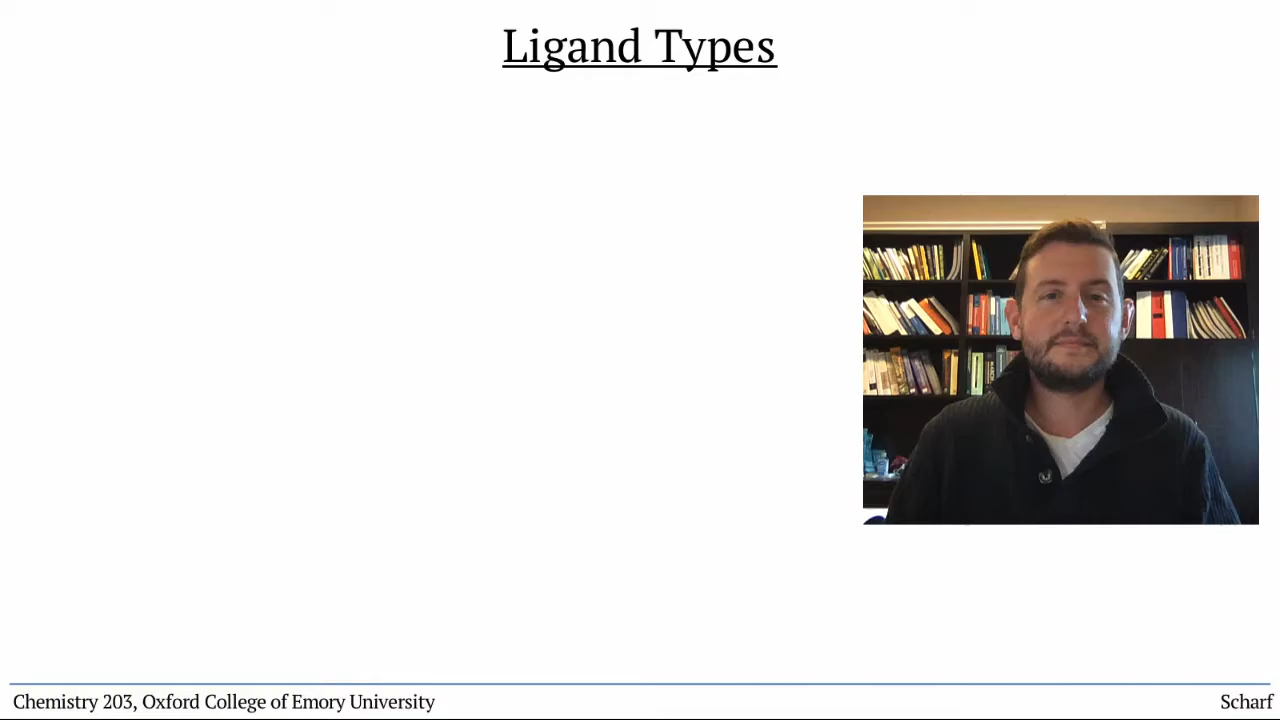 Ligand Types
Chemistry 203, Oxford College of Emory University
Scharf